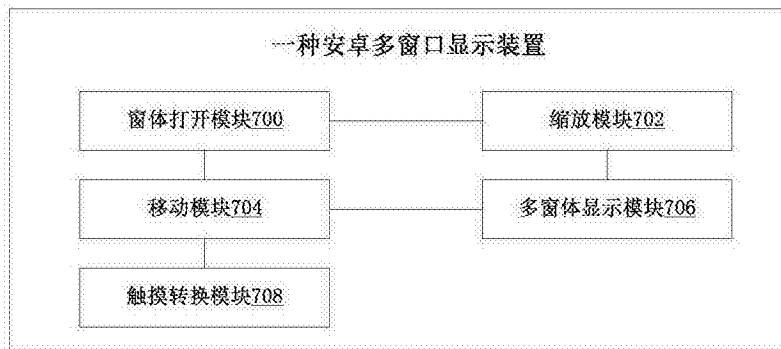 一种安卓多窗口显示装置
窗体打开模块700
缩放模块702
移动模块704
多窗体显示模块706
触摸转换模块708